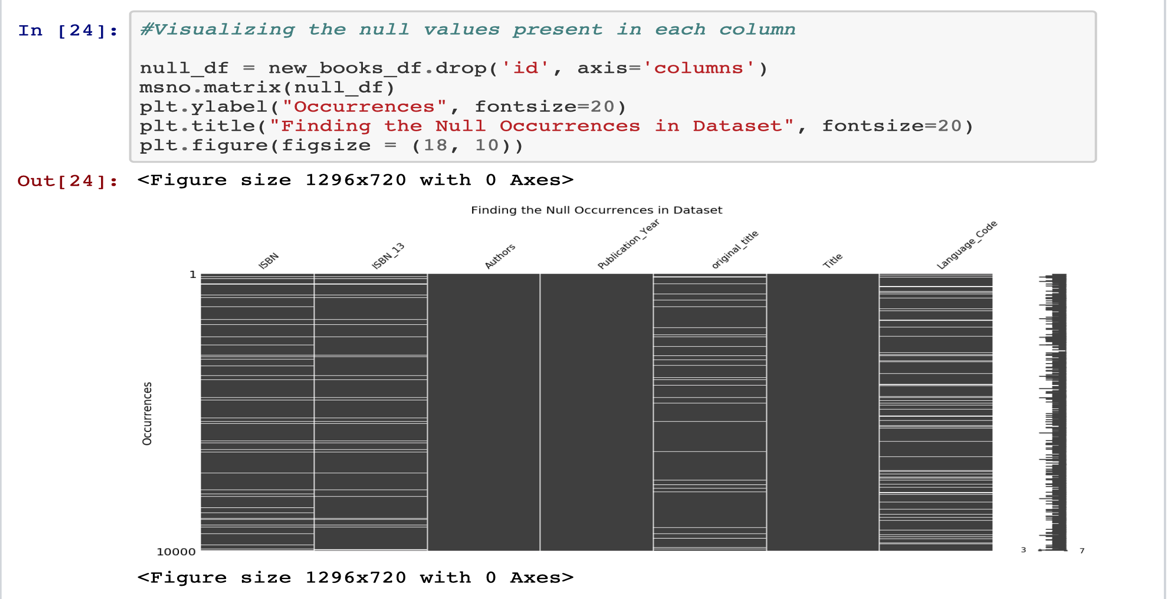 In [24]: #Visualizing the null values present in each column
null_df = new_books_df.drop('id', axis='columns')
msno.matrix(null_df)
plt.ylabel("Occurrences", fontsize=20)
plt.title("Finding the Null Occurrences in Dataset", fontsize=20)
plt.figure(figsize = (18, 10))
Out[24]: <Figure size 1296x720 with 0 Axes>
Finding the Null Occurrences in Dataset
ISBN
ISBN_13
Authors
Publication_Year
original_title
Title
Language_Code
1
Occurrences
10000
3
7
<Figure size 1296x720 with 0 Axes>